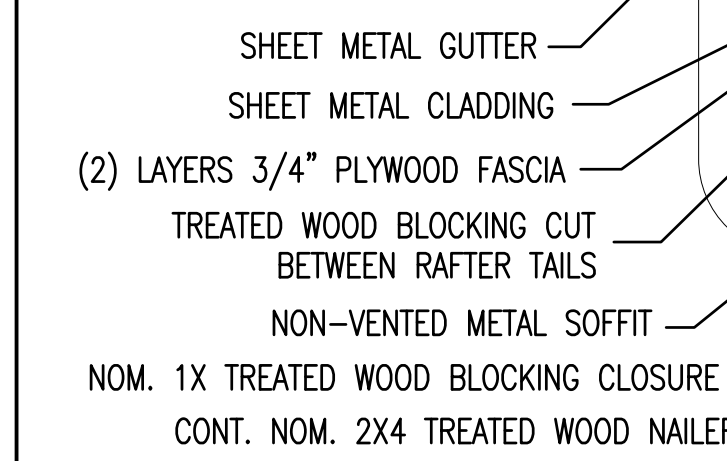 SHEET METAL GUTTER
SHEET METAL CLADDING
(2) LAYERS 3/4" PLYWOOD FASCIA
TREATED WOOD BLOCKING CUT
BETWEEN RAFTER TAILS
NON-VENTED METAL SOFFIT
NOM. 1X TREATED WOOD BLOCKING CLOSURE
CONT. NOM. 2X4 TREATED WOOD NAILER